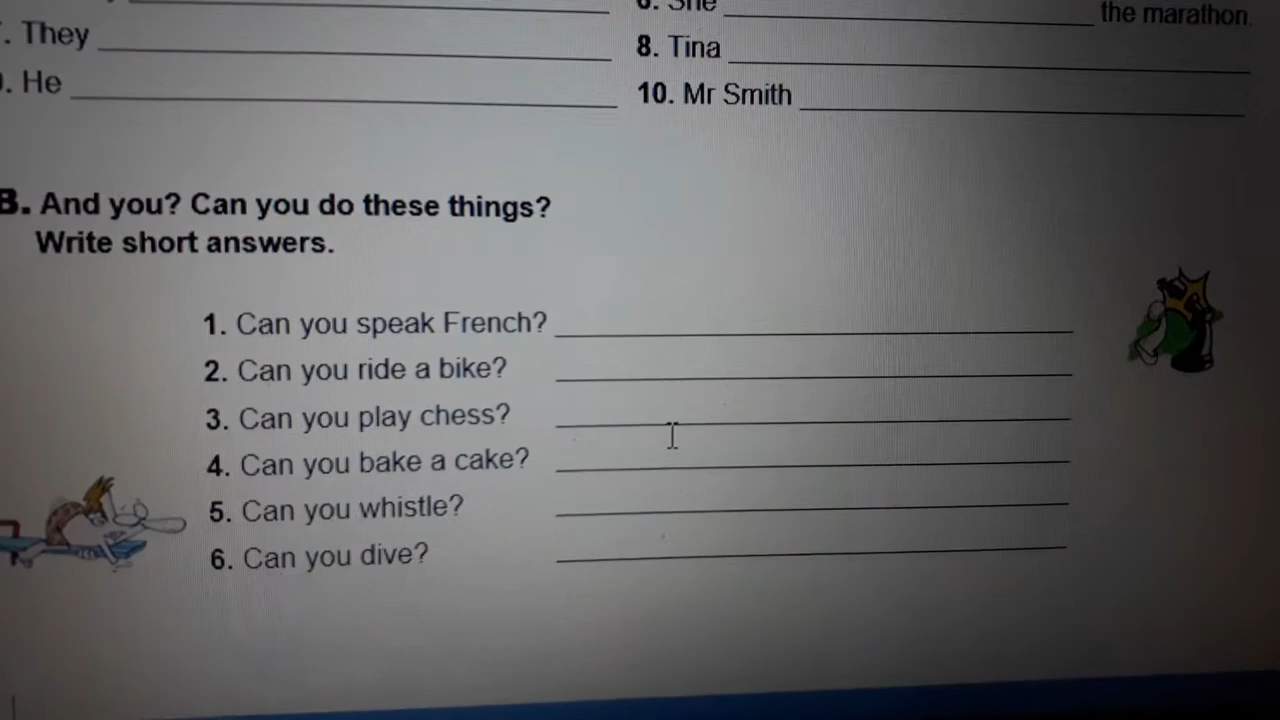 She the marathon.
. They
8. Tina
. He
10. Mr Smith
B. And you? Can you do these things?
Write short answers.
1. Can you speak French?
2. Can you ride a bike?
3. Can you play chess?
4. Can you bake a cake?
5. Can you whistle?
6. Can you dive?